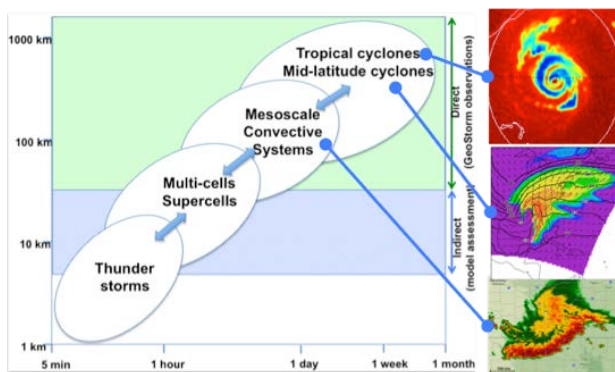 1000 km
Tropical cyclones
Mid-latitude cyclones
Direct
(GeoStorm observations)
Mesoscale
Convective
Systems
100 km
Multi-cells
Supercells
Indirect
(model assessment)
10 km
Thunder
storms
1 km
5 min
1 hour
1 day
1 week
1 month